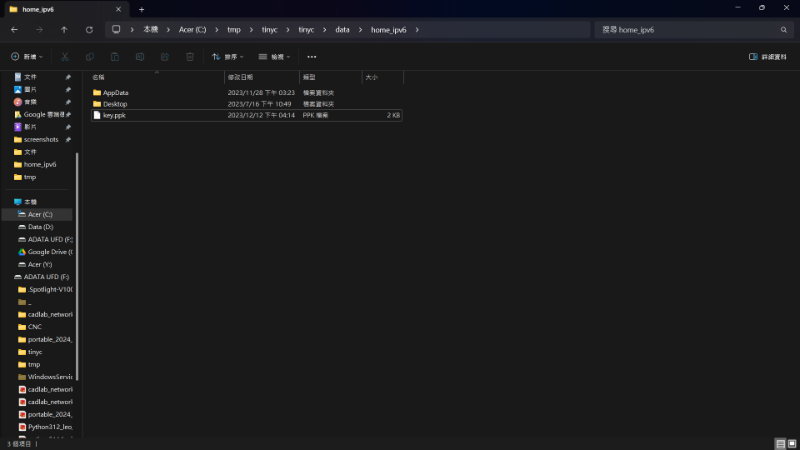 home_ipv6
本機 > Acer (C:) > tmp > tinyc > tinyc > data > home_ipv6 >
搜尋 home_ipv6
新增
排序
檢視
詳細資料
名稱 修改日期 類型 大小
AppData 2023/11/28 下午 03:23 檔案資料夾
Desktop 2023/7/16 下午 10:49 檔案資料夾
key.ppk 2023/12/12 下午 04:14 PPK 檔案 2 KB
文件
圖片
音樂
Google 雲端
影片
screenshots
文件
home_ipv6
tmp
本機
Acer (C:)
Data (D:)
ADATA UFD (F:
Google Drive (
Acer (Y:)
ADATA UFD (F:)
.Spotlight-V100
_
cadlab_network
CNC
portable_2024_
tinyc
tmp
WindowsServic
cadlab_network
cadlab_network
portable_2024_
Python312_leo_
3 個項目